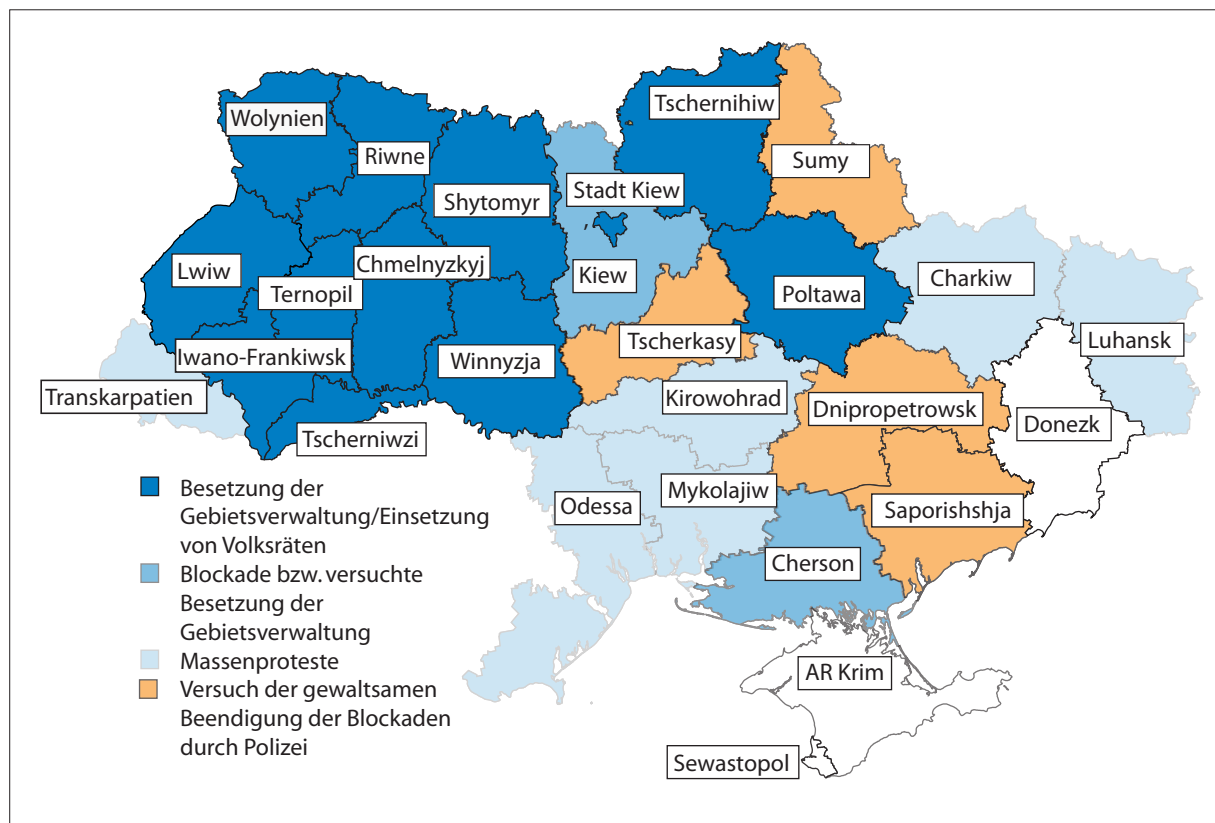 Wolynien
Tschernihiw
Riwne
Sumy
Stadt Kiew
Shytomyr
Lwiw
Chmelnyzkyj
Kiew
Charkiw
Ternopil
Poltawa
Tscherkasy
Luhansk
Iwano-Frankiwsk
Winnyzja
Transkarpatien
Kirowohrad
Dnipropetrowsk
Donezk
Tscherniwzi
Mykolajiw
Odessa
Saporishshja
Cherson
AR Krim
Sewastopol
Besetzung der
Gebietsverwaltung/Einsetzung
von Volksräten
Blockade bzw. versuchte
Besetzung der
Gebietsverwaltung
Massenproteste
Versuch der gewaltsamen
Beendigung der Blockaden
durch Polizei